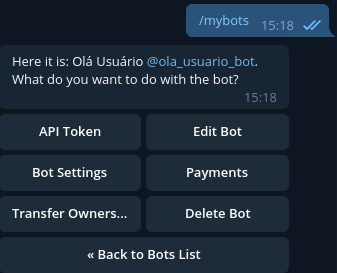 /mybots 15:18
Here it is: Olá Usuário @ola_usuario_bot.
What do you want to do with the bot?
15:18
API Token
Edit Bot
Bot Settings
Payments
Transfer Owners...
Delete Bot
« Back to Bots List